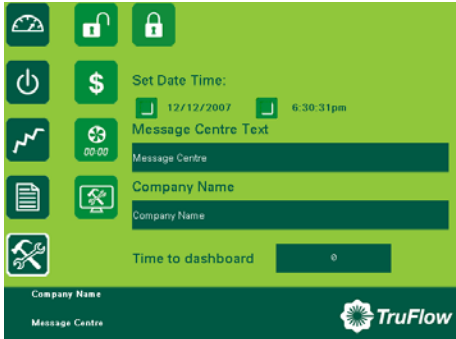 $
Set Date Time:
12/12/2007 6:30:31pm
Message Centre Text
00:00
Message Centre
Company Name
Company Name
Time to dashboard 0
Company Name
Message Centre
TruFlow